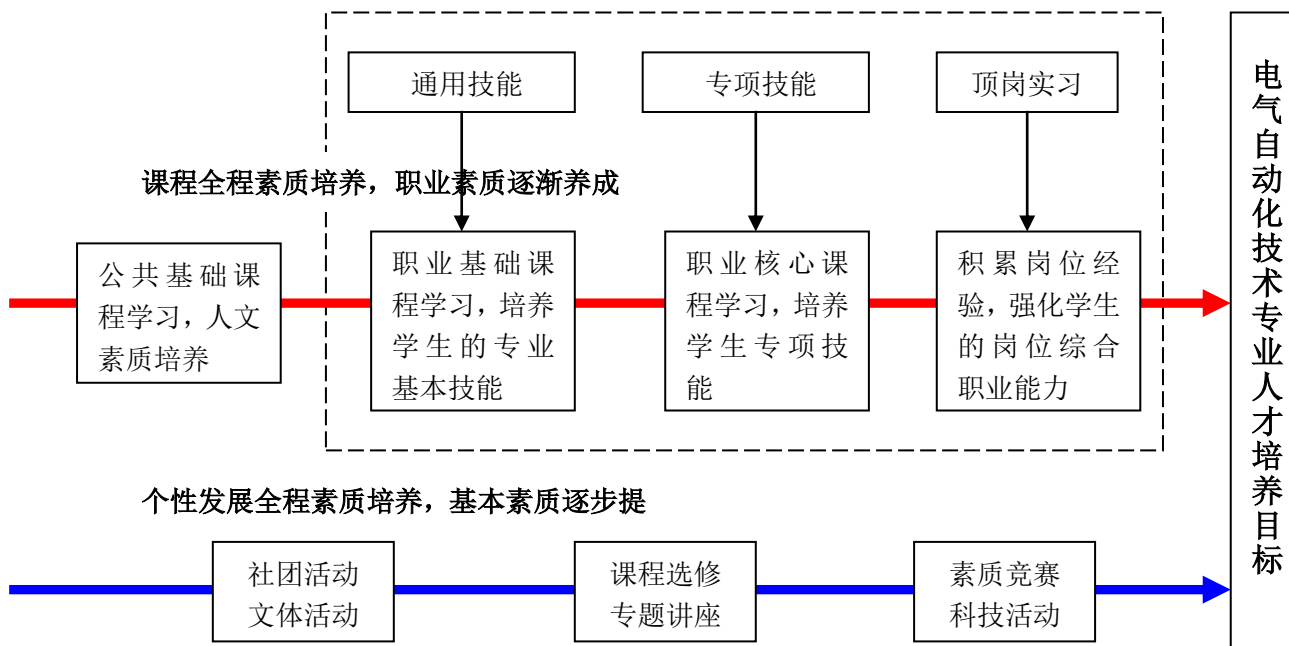 通用技能
专项技能
顶岗实习
课程全程素质培养，职业素质逐渐养成
公共基础课
程学习，人文
素质培养
职业基础课
程学习，培养
学生的专业
基本技能
职业核心课
程学习，培养
学生专项技
能
积累岗位经
验，强化学生
的岗位综合
职业能力
个性发展全程素质培养，基本素质逐步提
社团活动
文体活动
课程选修
专题讲座
素质竞赛
科技活动
电气自动化技术专业人才培养目标